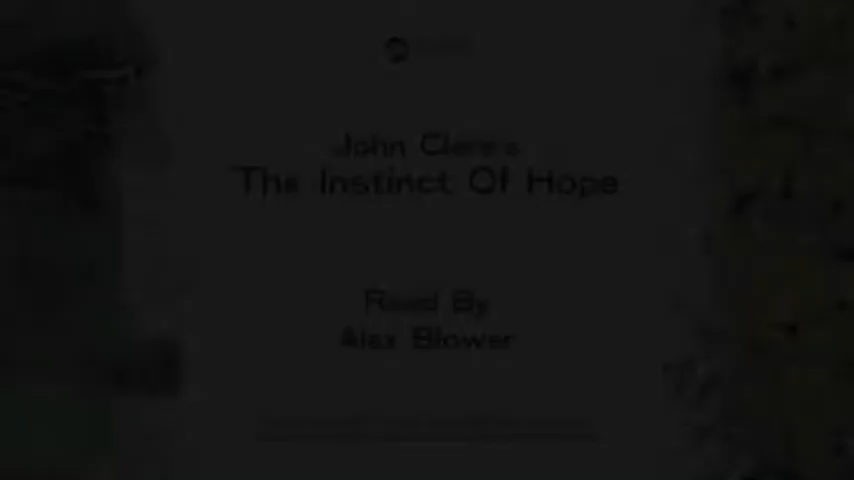 John Clare's
The Instinct Of Hope
Read By
Alex Blower